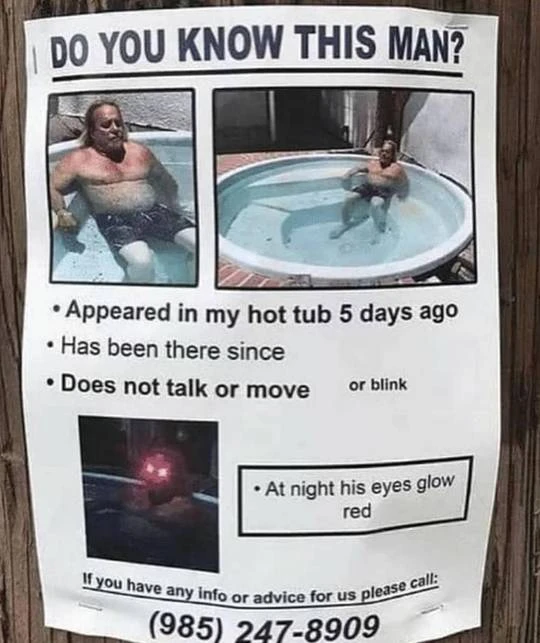 DO YOU KNOW THIS MAN?
• Appeared in my hot tub 5 days ago
• Has been there since
• Does not talk or move or blink
• At night his eyes glow
red
If you have any info or advice for us please call:
(985) 247-8909